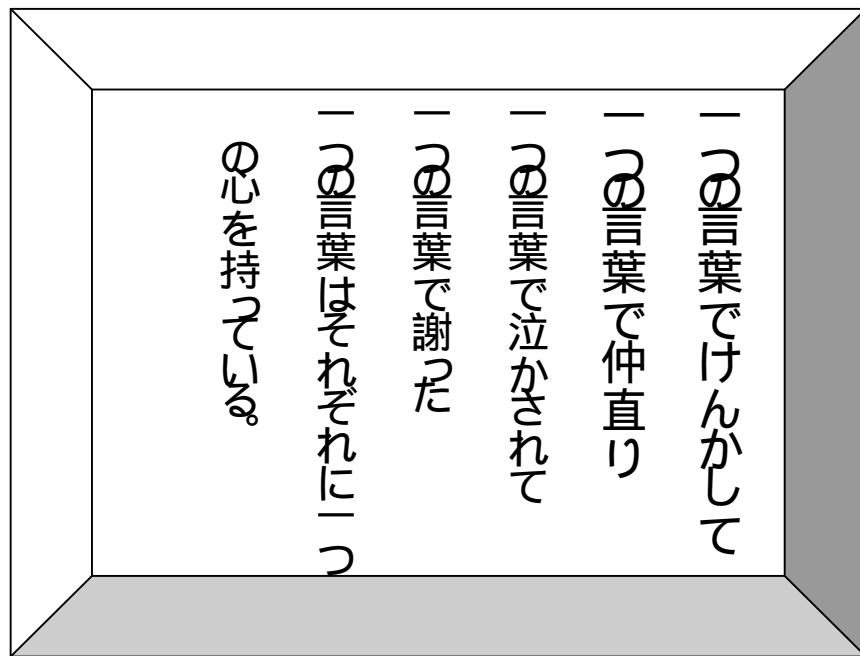 一つの言葉でけんかして
一つの言葉で仲直り
一つの言葉で泣かされて
一つの言葉で謝った
一つの言葉はそれぞれに一つ
の心を持っている。